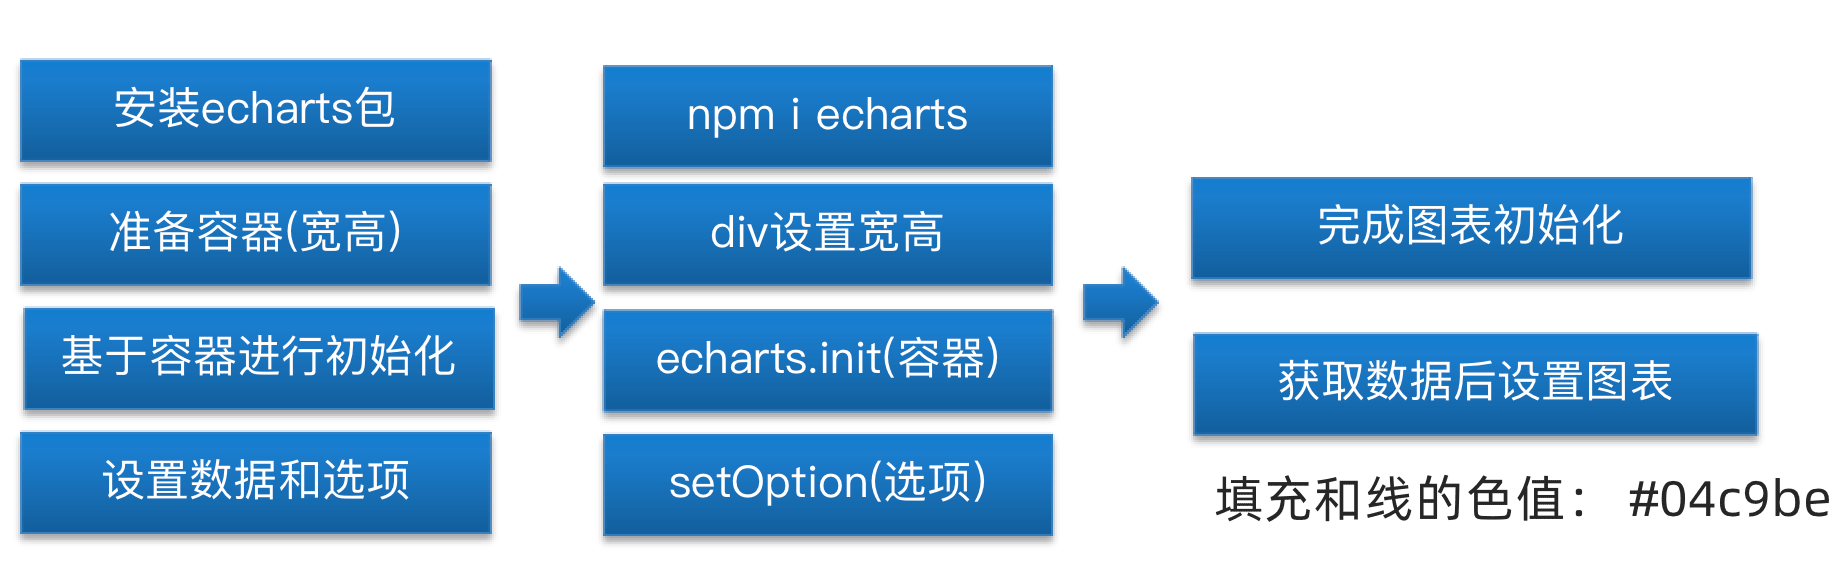 安装echarts包
准备容器(宽高)
基于容器进行初始化
设置数据和选项
npm i echarts
div设置宽高
echarts.init(容器)
setOption(选项)
完成图表初始化
获取数据后设置图表
填充和线的色值： #04c9be